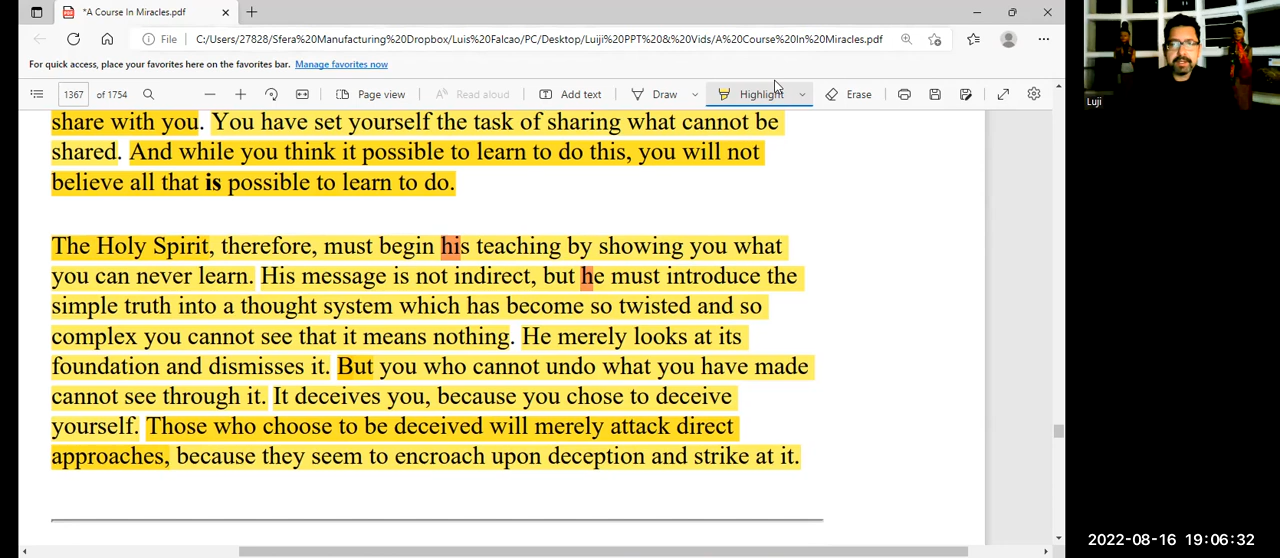 *A Course In Miracles.pdf
File
C:/Users/27828/Sfera%20Manufacturing%20Dropbox/Luis%20Falcao/PC/Desktop/Luiji%20PPT%20&%20Vids/A%20Course%20In%20Miracles.pdf
For quick access, place your favorites here on the favorites bar. Manage favorites now
1367 of 1754 Page view Read aloud Add text Draw Highlight Erase
share with you. You have set yourself the task of sharing what cannot be
shared. And while you think it possible to learn to do this, you will not
believe all that is possible to learn to do.
The Holy Spirit, therefore, must begin his teaching by showing you what
you can never learn. His message is not indirect, but he must introduce the
simple truth into a thought system which has become so twisted and so
complex you cannot see that it means nothing. He merely looks at its
foundation and dismisses it. But you who cannot undo what you have made
cannot see through it. It deceives you, because you chose to deceive
yourself. Those who choose to be deceived will merely attack direct
approaches, because they seem to encroach upon deception and strike at it.
Luji
2022-08-16 19:06:32